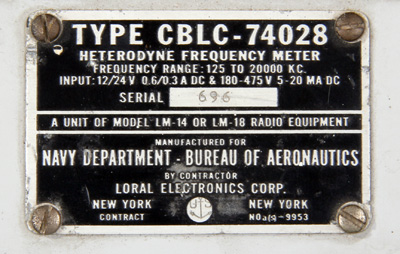 TYPE CBLC-74028
HETERODYNE FREQUENCY METER
FREQUENCY RANGE: 125 TO 20000 KC.
INPUT: 12/24 V 0.6/0.3 A DC & 180-475 V 5-20 MA DC
SERIAL 696
A UNIT OF MODEL LM-14 OR LM-18 RADIO EQUIPMENT
MANUFACTURED FOR
NAVY DEPARTMENT - BUREAU OF AERONAUTICS
BY CONTRACTOR
LORAL ELECTRONICS CORP.
NEW YORK NEW YORK
CONTRACT NOa(s)-9953